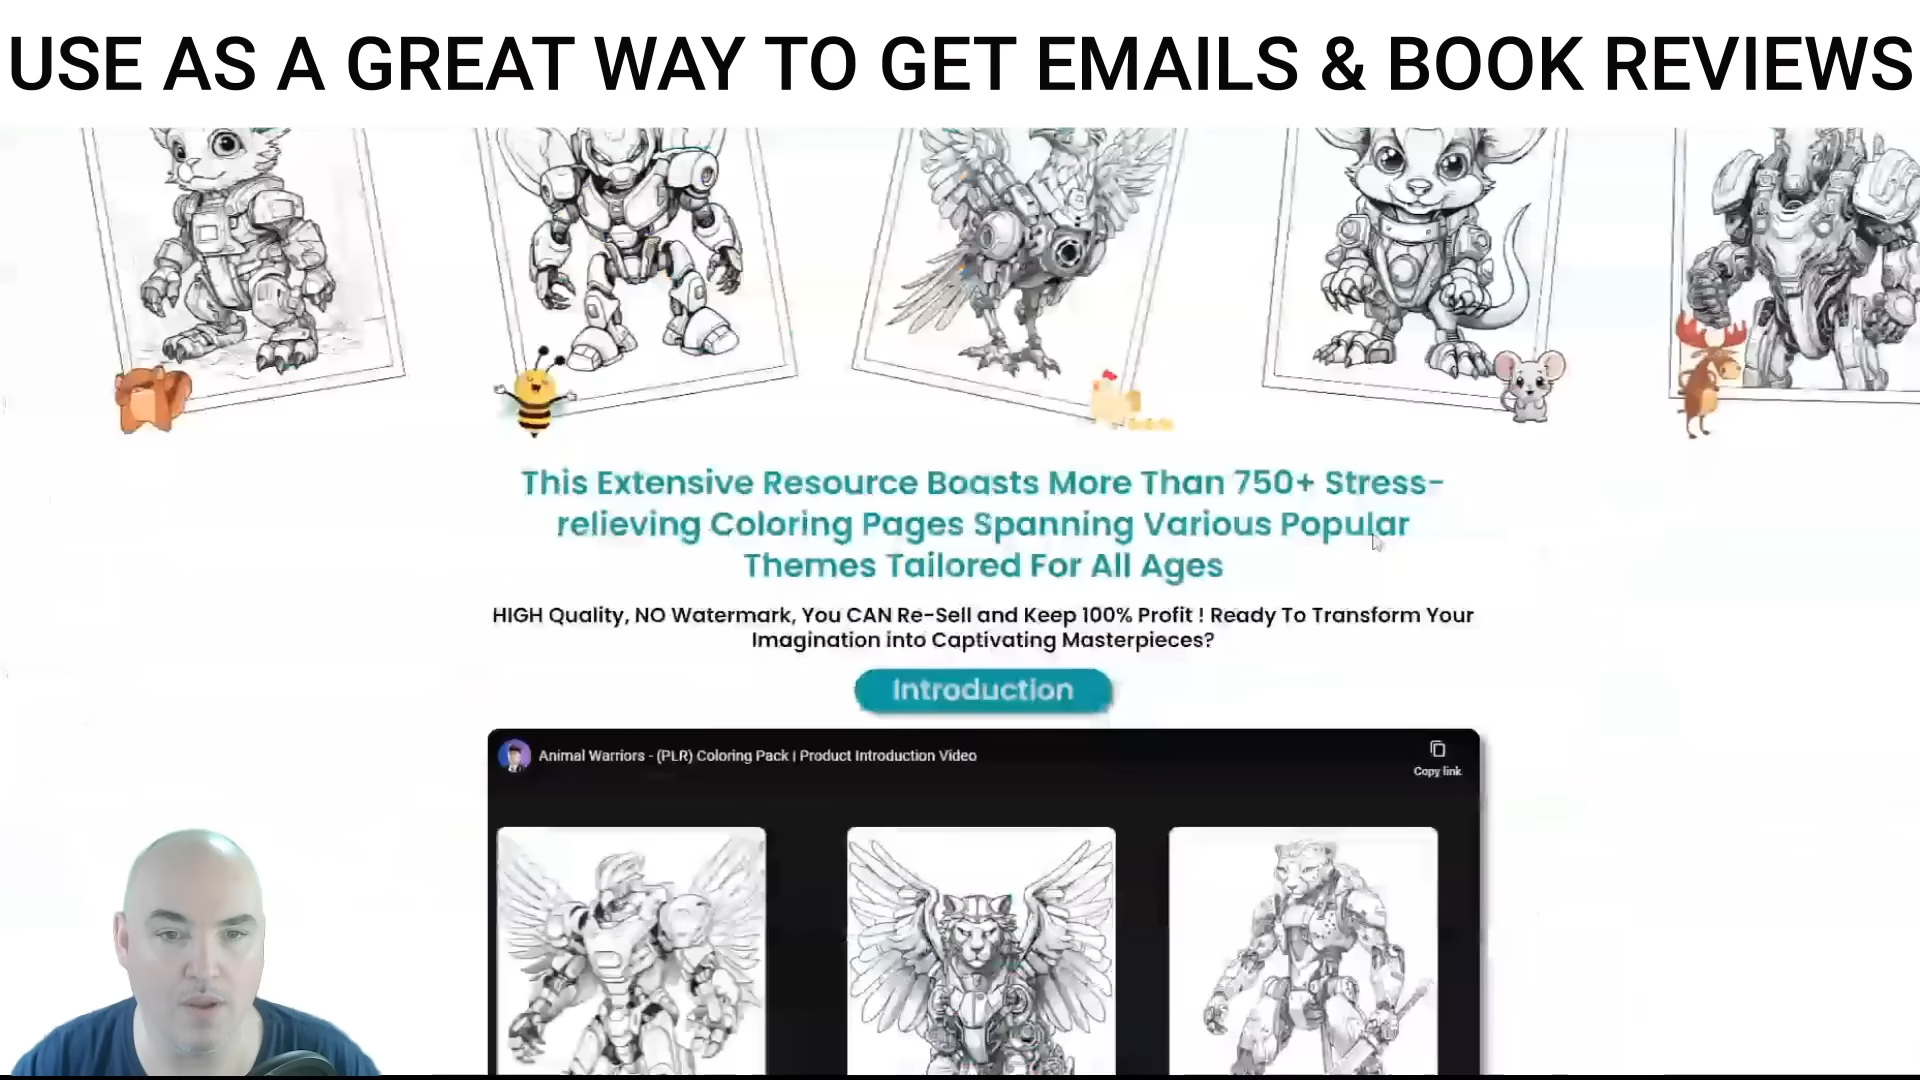 USE AS A GREAT WAY TO GET EMAILS & BOOK REVIEWS
This Extensive Resource Boasts More Than 750+ Stress-
relieving Coloring Pages Spanning Various Popular
Themes Tailored For All Ages
HIGH Quality, NO Watermark, You CAN Re-Sell and Keep 100% Profit ! Ready To Transform Your
Imagination into Captivating Masterpieces?
Introduction
Animal Warriors - (PLR) Coloring Pack | Product Introduction Video
Copy link